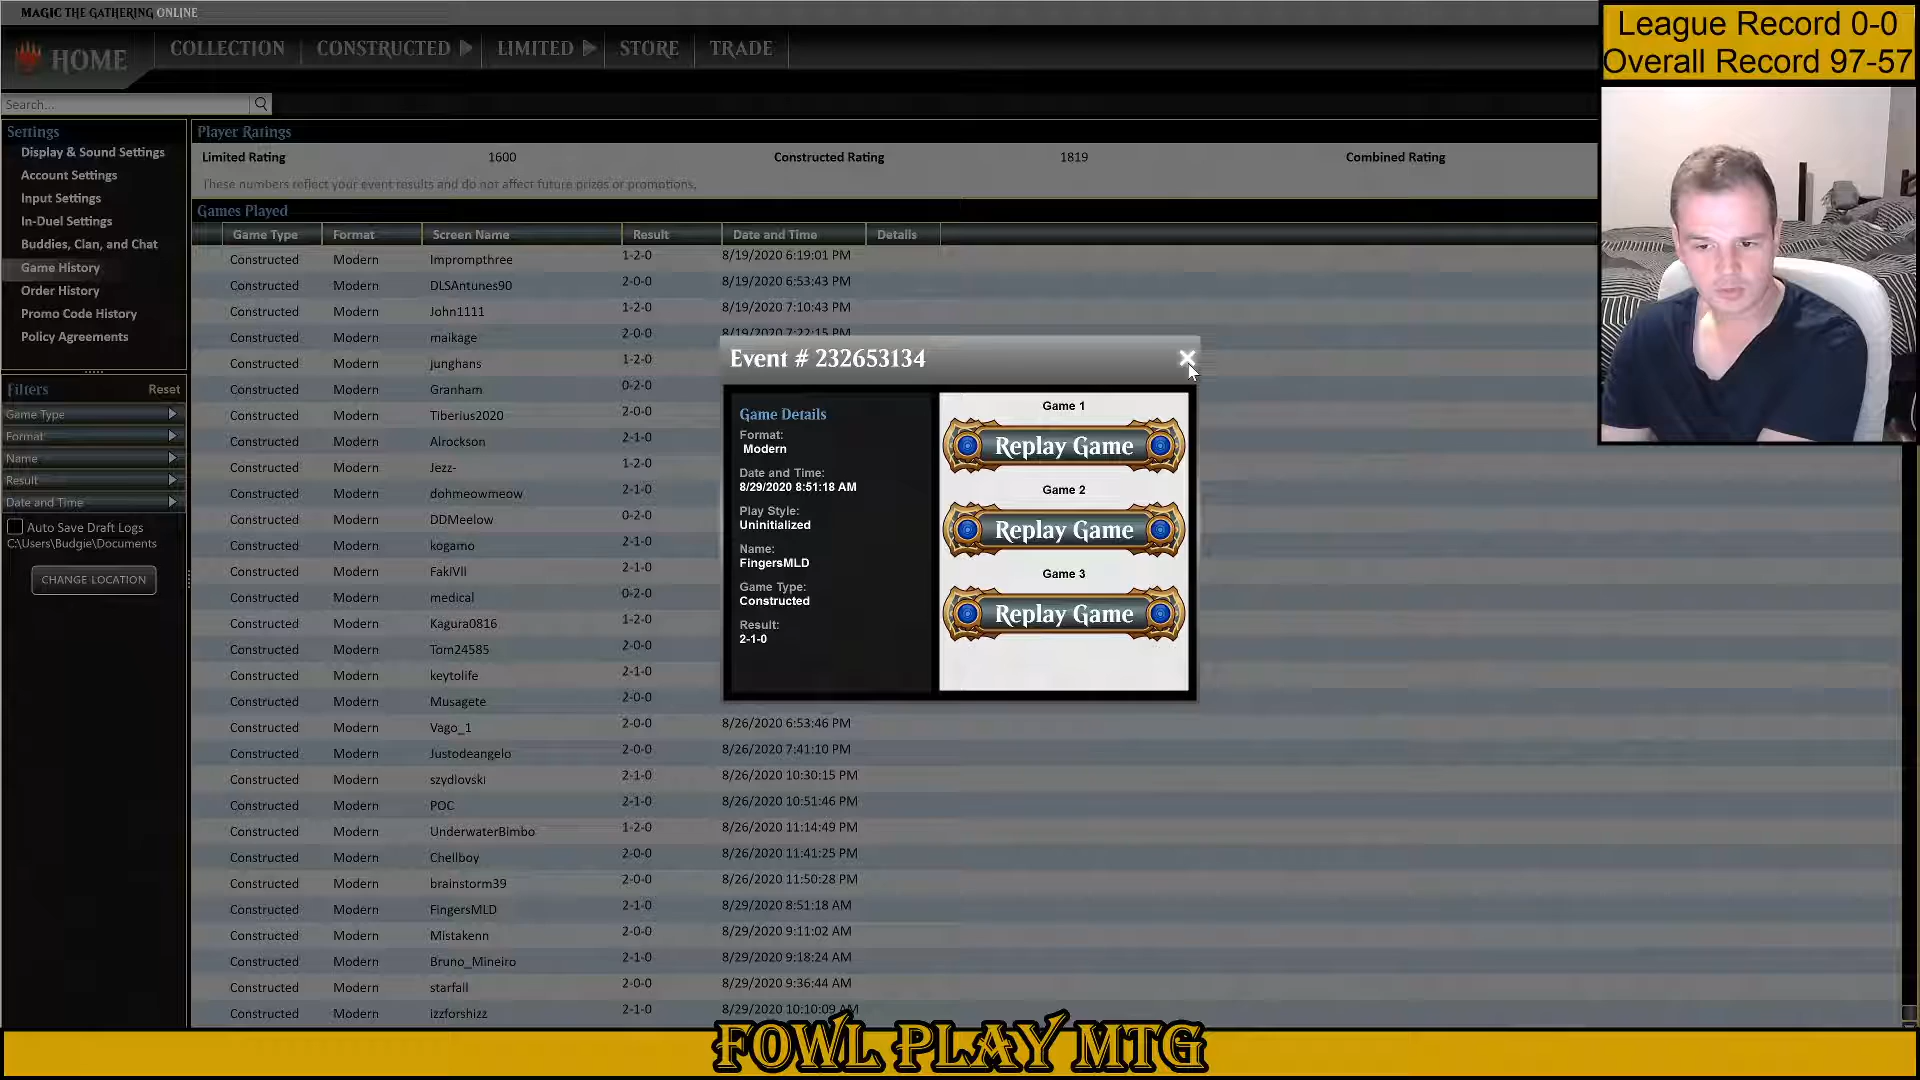 MAGIC THE GATHERING ONLINE
HOME
COLLECTION
CONSTRUCTED
LIMITED
STORE
TRADE
Search...
League Record 0-0
Overall Record 97-57
Settings
Display & Sound Settings
Account Settings
Input Settings
In-Duel Settings
Buddies, Clan, and Chat
Game History
Order History
Promo Code History
Policy Agreements
Filters Reset
Game Type
Format
Name
Result
Date and Time
Auto Save Draft Logs
C:\Users\Budgie\Documents
CHANGE LOCATION
Player Ratings
Limited Rating 1600 Constructed Rating 1819 Combined Rating
These numbers reflect your event results and do not affect future prizes or promotions.
Games Played
Game Type Format Screen Name Result Date and Time Details
Constructed Modern Imprompthree 1-2-0 8/19/2020 6:19:01 PM
Constructed Modern DLSAntunes90 2-0-0 8/19/2020 6:53:43 PM
Constructed Modern John1111 1-2-0 8/19/2020 7:10:43 PM
Constructed Modern maikage 2-0-0 8/19/2020 7:22:15 PM
Constructed Modern junghans 1-2-0
Constructed Modern Granham 0-2-0
Constructed Modern Tiberius2020 2-0-0
Constructed Modern Alrockson 2-1-0
Constructed Modern Jezz- 1-2-0
Constructed Modern dohmeowmeow 2-1-0
Constructed Modern DDMeelow 0-2-0
Constructed Modern kogamo 2-1-0
Constructed Modern FakIVII 2-1-0
Constructed Modern medical 0-2-0
Constructed Modern Kagura0816 1-2-0
Constructed Modern Tom24585 2-0-0
Constructed Modern keytolife 2-1-0
Constructed Modern Musagete 2-0-0
Constructed Modern Vago_1 2-0-0 8/26/2020 6:53:46 PM
Constructed Modern Justodeangelo 2-0-0 8/26/2020 7:41:10 PM
Constructed Modern szydlovski 2-1-0 8/26/2020 10:30:15 PM
Constructed Modern POC 2-1-0 8/26/2020 10:51:46 PM
Constructed Modern UnderwaterBimbo 1-2-0 8/26/2020 11:14:49 PM
Constructed Modern Chellboy 2-0-0 8/26/2020 11:41:25 PM
Constructed Modern brainstorm39 2-0-0 8/26/2020 11:50:28 PM
Constructed Modern FingersMLD 2-1-0 8/29/2020 8:51:18 AM
Constructed Modern Mistakenn 2-0-0 8/29/2020 9:11:02 AM
Constructed Modern Bruno_Mineiro 2-1-0 8/29/2020 9:18:24 AM
Constructed Modern starfall 2-0-0 8/29/2020 9:36:44 AM
Constructed Modern izzforshizz 2-1-0 8/29/2020 10:10:09 AM
Event # 232653134
Game Details
Format:
Modern
Date and Time:
8/29/2020 8:51:18 AM
Play Style:
Uninitialized
Name:
FingersMLD
Game Type:
Constructed
Result:
2-1-0
Game 1
Replay Game
Game 2
Replay Game
Game 3
Replay Game
FOWL PLAY MTG